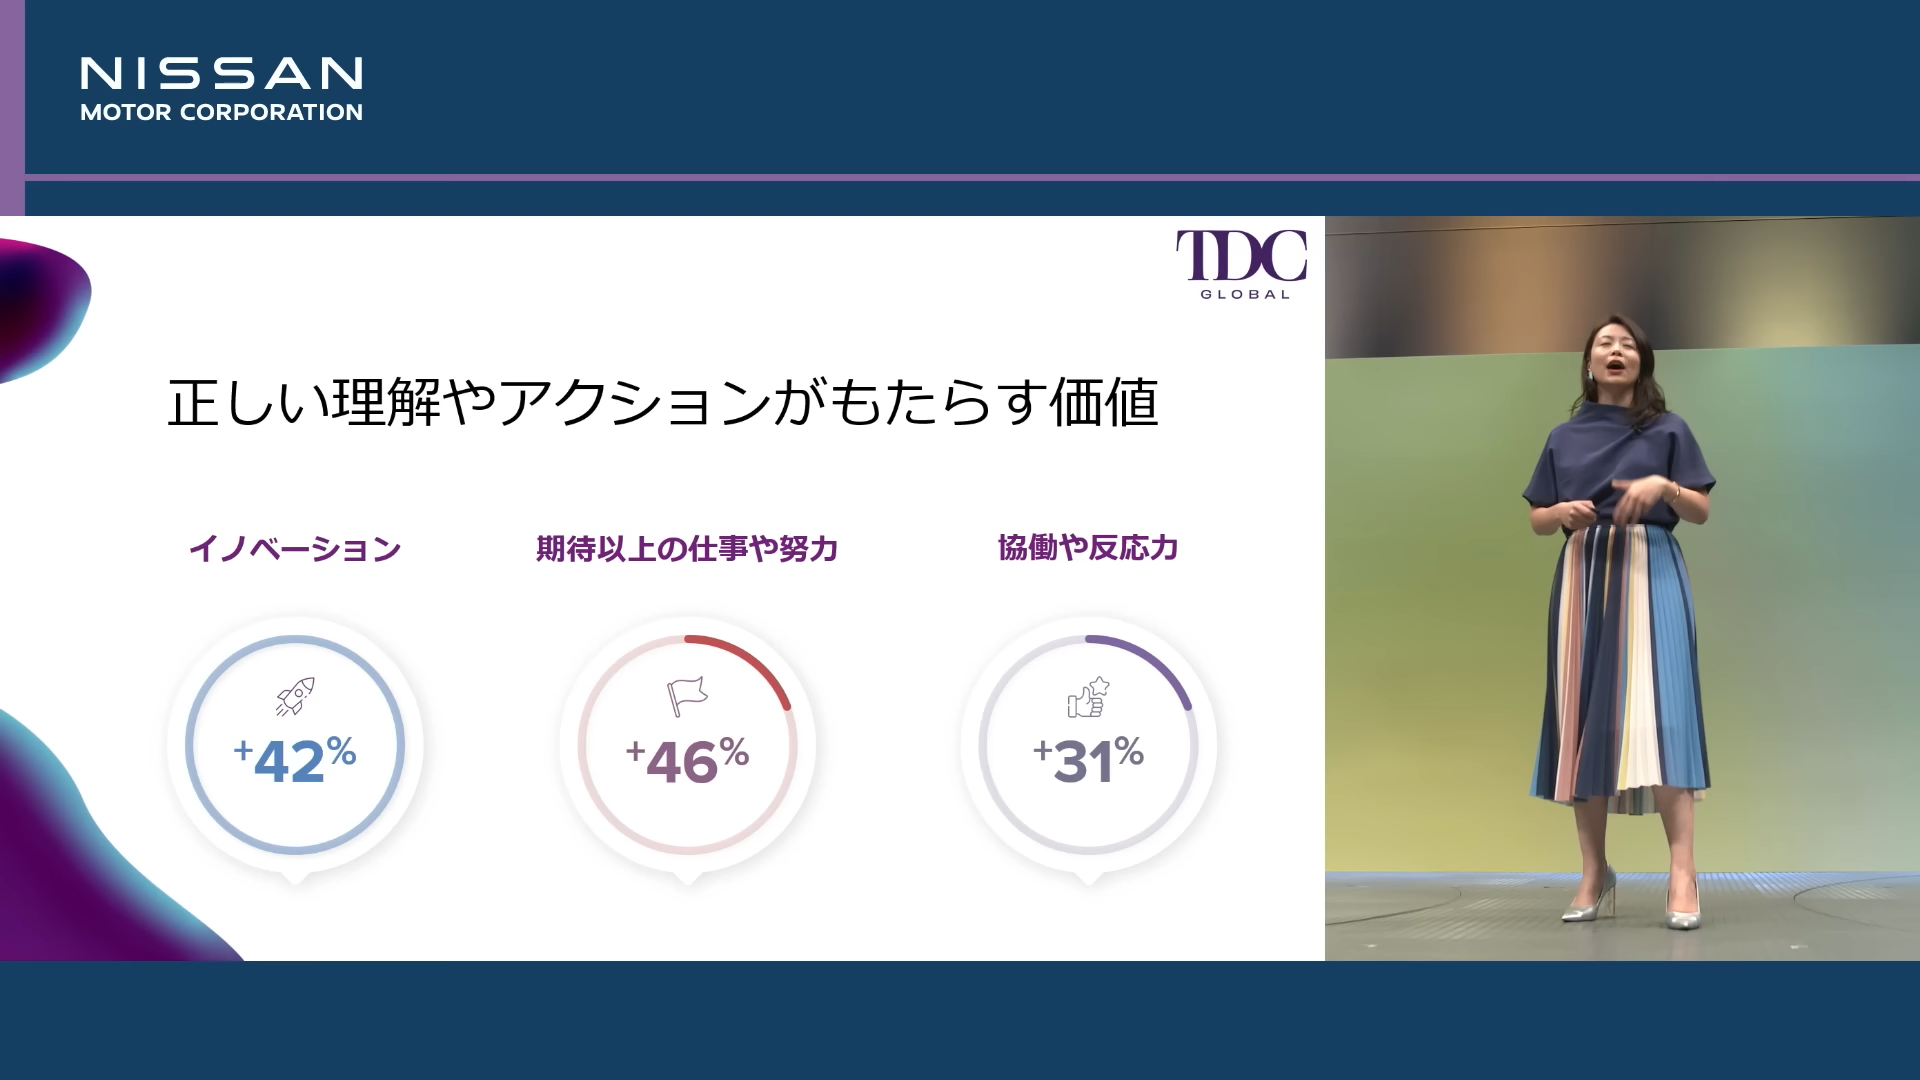 NISSAN
MOTOR CORPORATION
TDC
GLOBAL
正しい理解やアクションがもたらす価値
イノベーション
期待以上の仕事や努力
協働や反応力
+42%
+46%
+31%